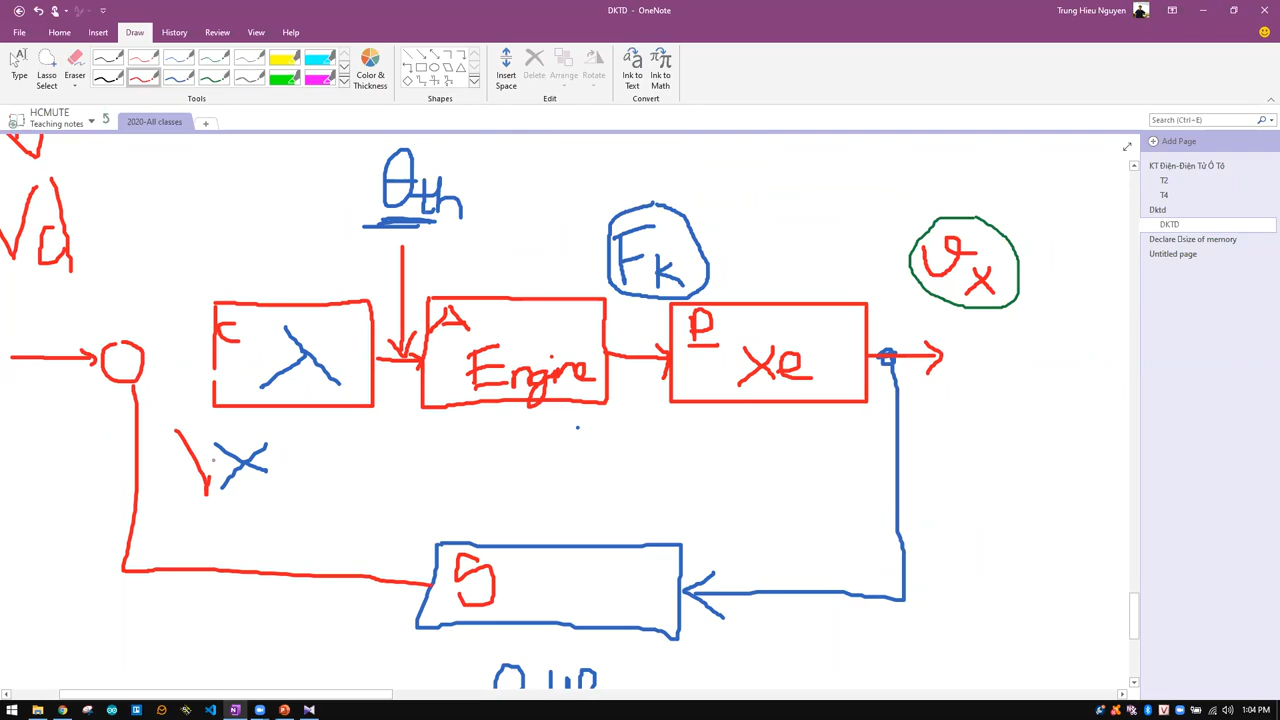 DKTD - OneNote
Trung Hieu Nguyen
File Home Insert Draw History Review View Help
Type
Lasso Select
Eraser
Color & Thickness
Insert Space
Delete
Arrange
Rotate
Ink to Text
Ink to Math
Tools
Shapes
Edit
Convert
HCMUTE
Teaching notes
2020-All classes
Search (Ctrl+E)
Add Page
KT Điện-Điện Tử Ô Tô
T2
T4
Dktd
DKTD
Declare □size of memory
Untitled page
θth
Fk
ϑx
Va
C
λ
A
Engine
P
Xe
Vx
S
1:04 PM